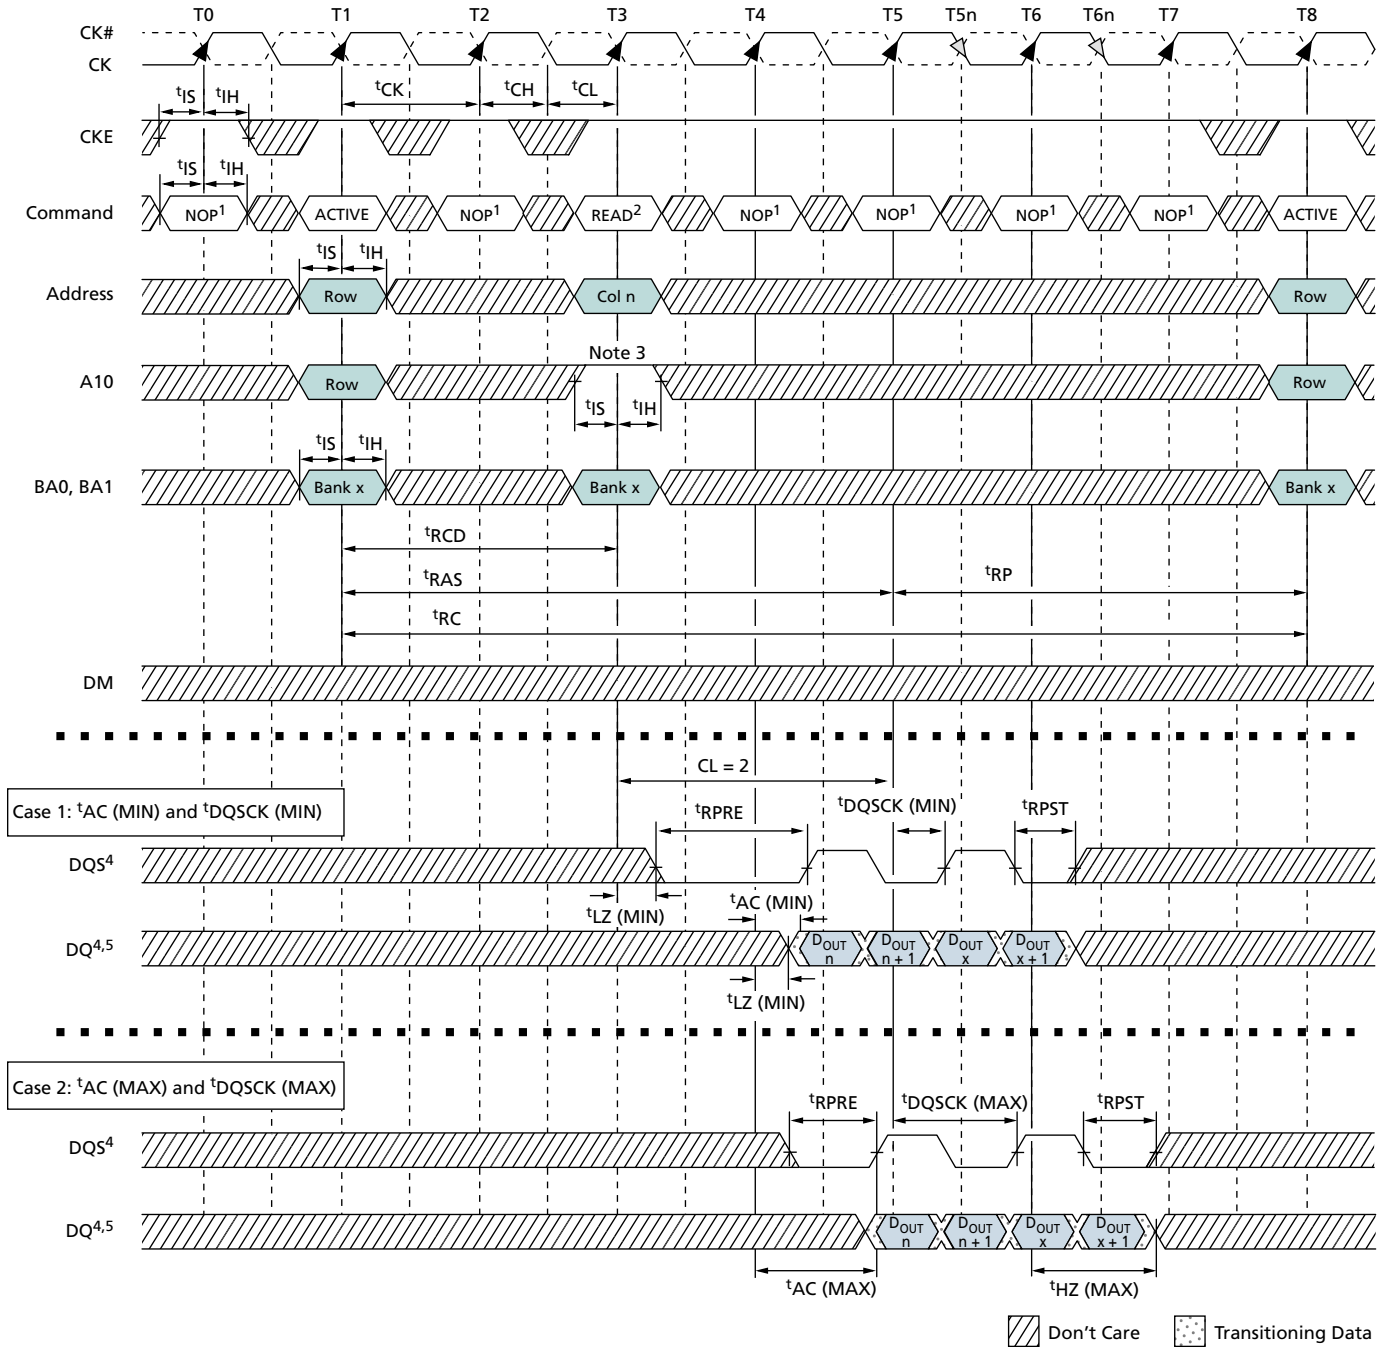 T0 T1 T2 T3 T4 T5 T5n T6 T6n T7 T8
CK#
CK
tCK tCH tCL
tIS tIH
CKE
tIS tIH
Command NOP1 ACTIVE NOP1 READ2 NOP1 NOP1 NOP1 NOP1 ACTIVE
tIS tIH
Address Row Col n Row
Note 3
A10 Row Row
tIS tIH
tIS tIH
BA0, BA1 Bank x Bank x Bank x
tRCD
tRAS tRP
tRC
DM
CL = 2
Case 1: tAC (MIN) and tDQSCK (MIN)
tRPRE tDQSCK (MIN) tRPST
DQS4
tLZ (MIN) tAC (MIN)
DQ4,5 DOUT n DOUT n + 1 DOUT x DOUT x + 1
tLZ (MIN)
Case 2: tAC (MAX) and tDQSCK (MAX)
tRPRE tDQSCK (MAX) tRPST
DQS4
DQ4,5 DOUT n DOUT n + 1 DOUT x DOUT x + 1
tAC (MAX) tHZ (MAX)
Don't Care Transitioning Data